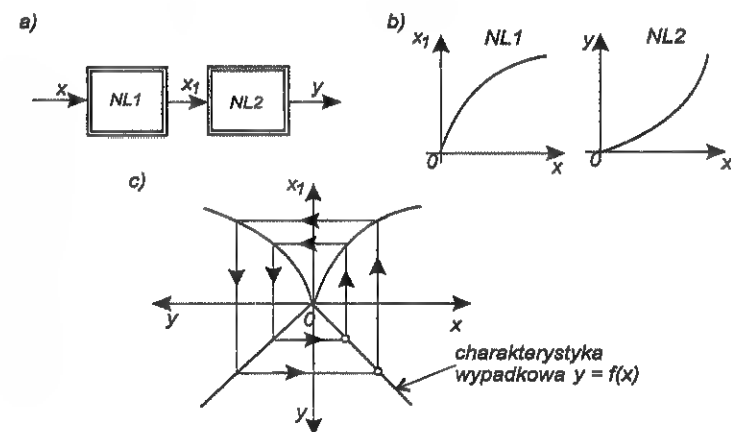 a)
x NL1 x₁ NL2 y
b)
x₁ NL1
0 x
y NL2
0 x
c)
x₁
y 0 x
y
charakterystyka
wypadkowa y = f(x)